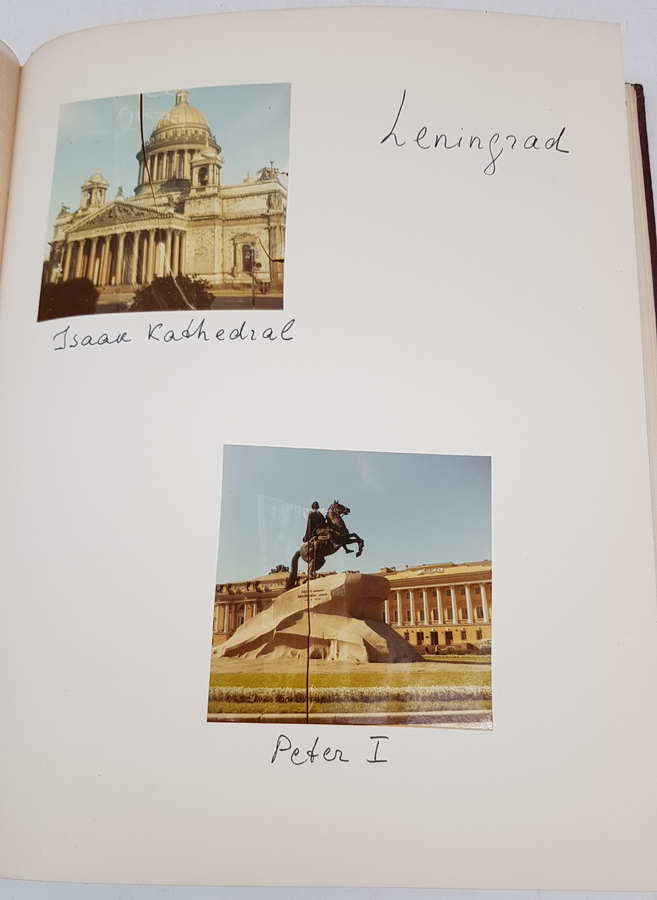 Leningrad
Isaak Kathedral
Peter I